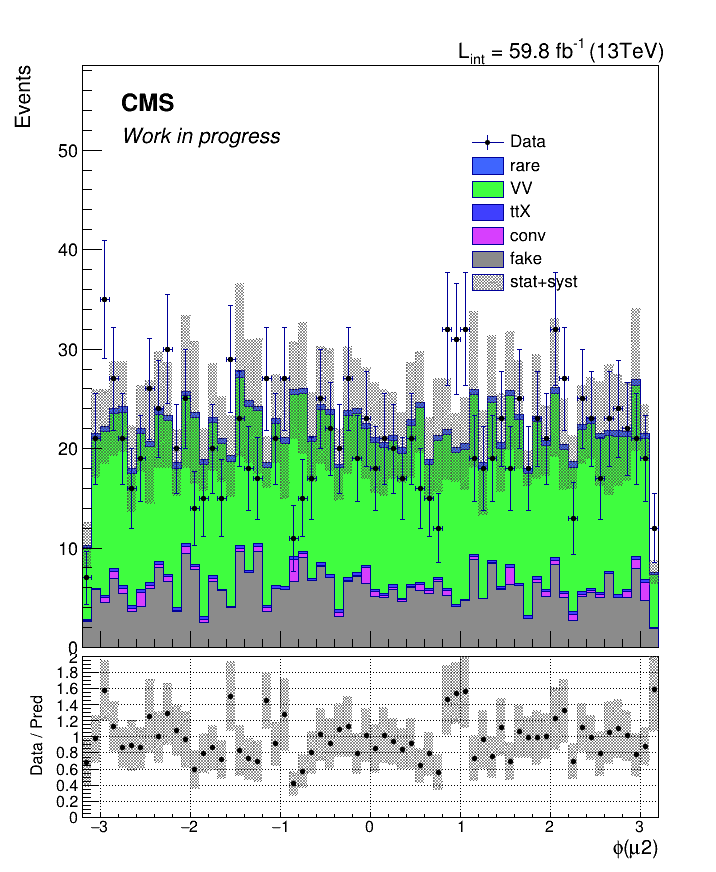 L_int = 59.8 fb⁻¹ (13TeV)
Events
CMS
Work in progress
Data
rare
VV
ttX
conv
fake
stat+syst
50
40
30
20
10
0
Data / Pred
2
1.8
1.6
1.4
1.2
1
0.8
0.6
0.4
0.2
0
−3 −2 −1 0 1 2 3
ϕ(μ2)